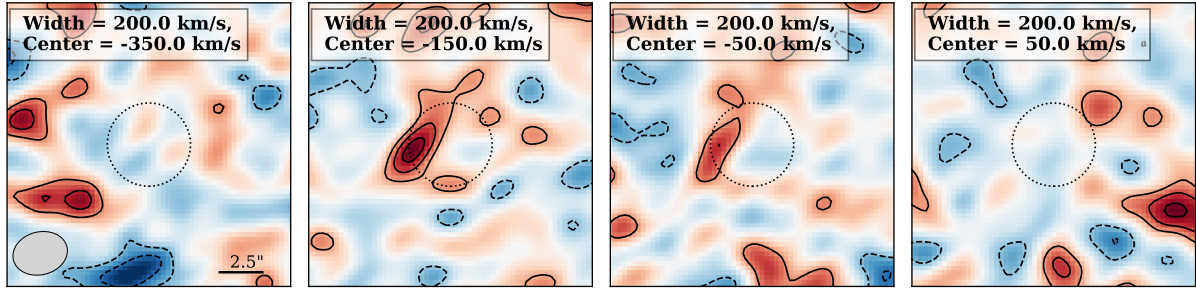 Width = 200.0 km/s,
Center = -350.0 km/s
Width = 200.0 km/s,
Center = -150.0 km/s
Width = 200.0 km/s,
Center = -50.0 km/s
Width = 200.0 km/s,
Center = 50.0 km/s
2.5"